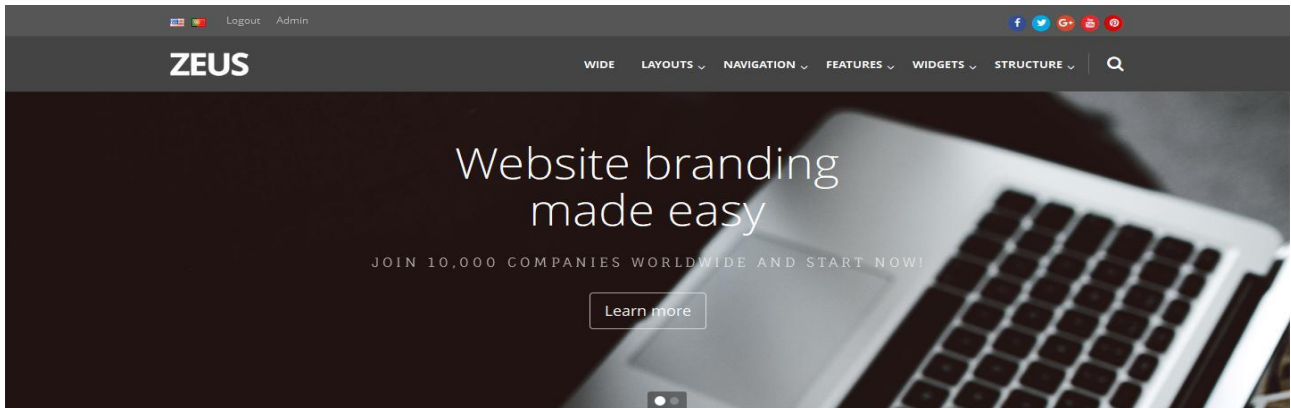 Logout Admin
ZEUS
WIDE LAYOUTS NAVIGATION FEATURES WIDGETS STRUCTURE
Website branding
made easy
JOIN 10,000 COMPANIES WORLDWIDE AND START NOW!
Learn more